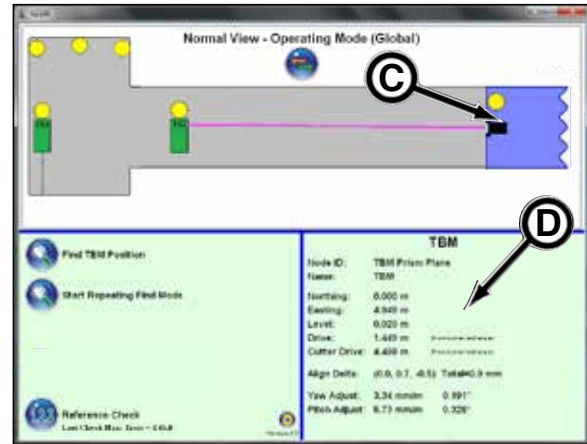 Normal View - Operating Mode (Global)
C
D
Find TBM Position
Start Repeating Find Mode
Reference Check
TBM
Node ID: TBM Prism Plane
Name: TBM
Northing: 0.000 m
Easting: 4.949 m
Level: 0.020 m
Drive: 1.449 m
Cutter Drive: 4.400 m
Align Delta:
Yaw Adjust: 3.34 mm/m 0.191°
Pitch Adjust: 5.73 mm/m 0.328°